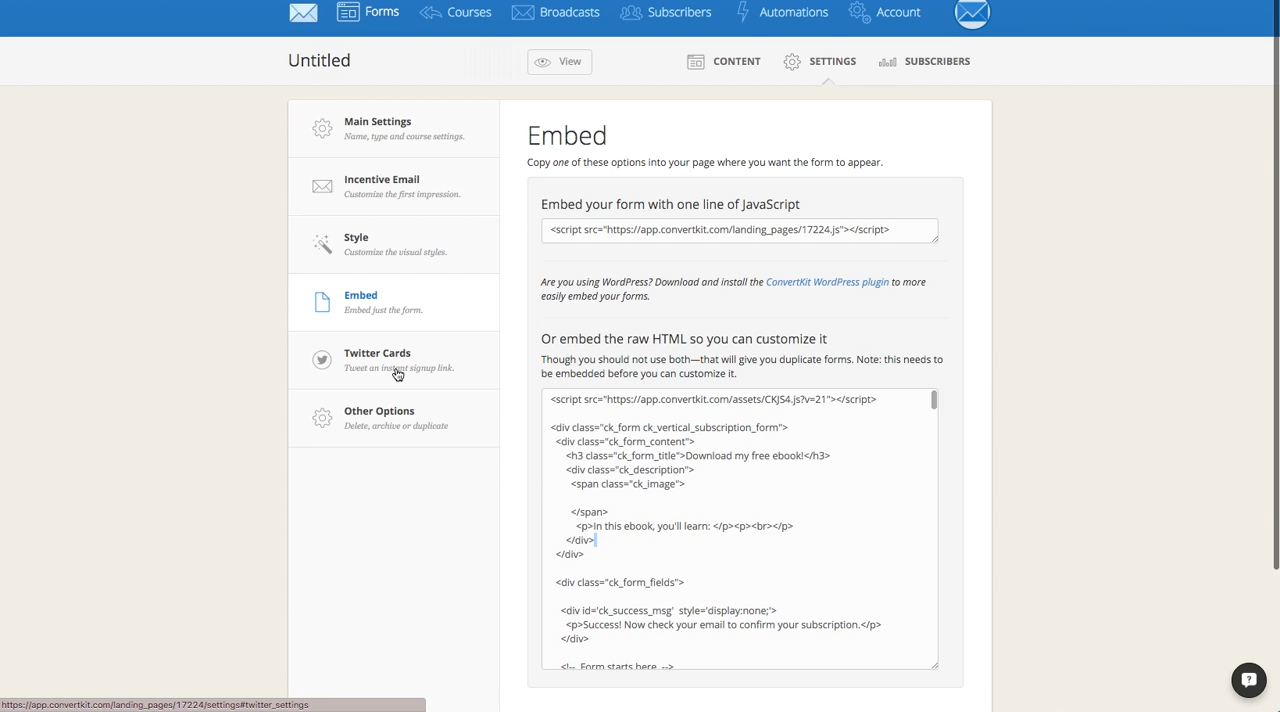 Forms Courses Broadcasts Subscribers Automations Account
Untitled View CONTENT SETTINGS SUBSCRIBERS
Main Settings
Name, type and course settings.
Incentive Email
Customize the first impression.
Style
Customize the visual styles.
Embed
Embed just the form.
Twitter Cards
Tweet an instant signup link.
Other Options
Delete, archive or duplicate
Embed
Copy one of these options into your page where you want the form to appear.
Embed your form with one line of JavaScript
<script src="https://app.convertkit.com/landing_pages/17224.js"></script>
Are you using WordPress? Download and install the ConvertKit WordPress plugin to more
easily embed your forms.
Or embed the raw HTML so you can customize it
Though you should not use both—that will give you duplicate forms. Note: this needs to
be embedded before you can customize it.
<script src="https://app.convertkit.com/assets/CKJS4.js?v=21"></script>
<div class="ck_form ck_vertical_subscription_form">
<div class="ck_form_content">
<h3 class="ck_form_title">Download my free ebook!</h3>
<div class="ck_description">
<span class="ck_image">
</span>
<p>In this ebook, you'll learn: </p><p><br></p>
</div>
</div>
<div class="ck_form_fields">
<div id='ck_success_msg' style='display:none;'>
<p>Success! Now check your email to confirm your subscription.</p>
</div>
<!-- Form starts here -->
https://app.convertkit.com/landing_pages/17224/settings#twitter_settings